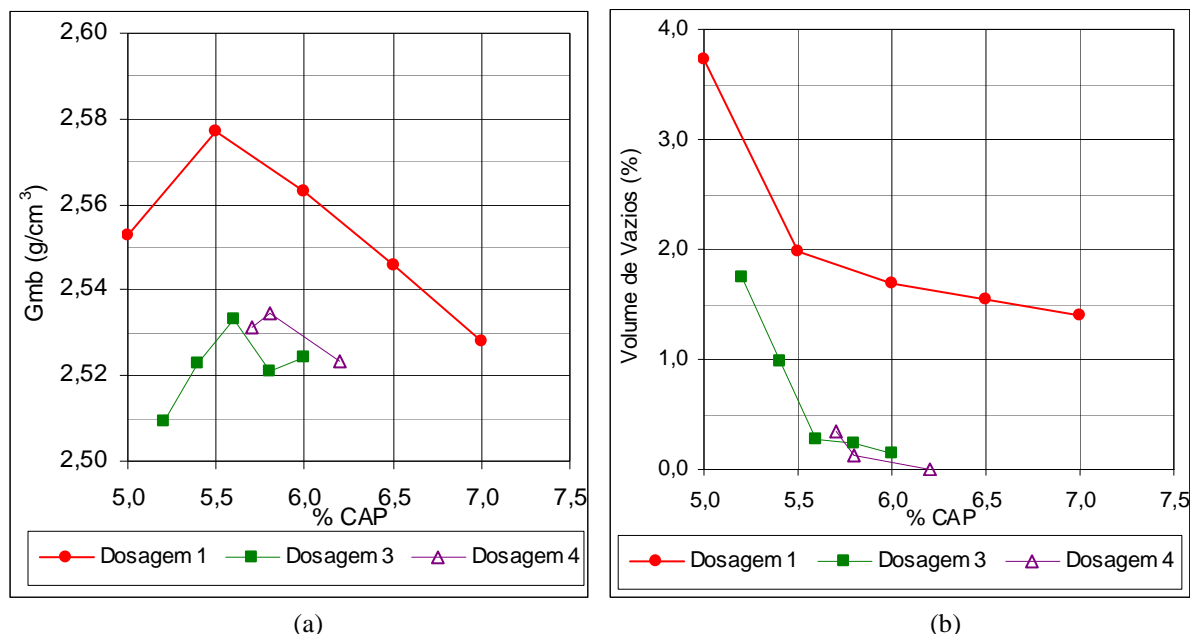 2,60
2,58
2,56
2,54
2,52
2,50
Gmb (g/cm³)
5,0 5,5 6,0 6,5 7,0 7,5
% CAP
Dosagem 1 Dosagem 3 Dosagem 4
(a)
4,0
3,0
2,0
1,0
0,0
Volume de Vazios (%)
5,0 5,5 6,0 6,5 7,0 7,5
% CAP
Dosagem 1 Dosagem 3 Dosagem 4
(b)